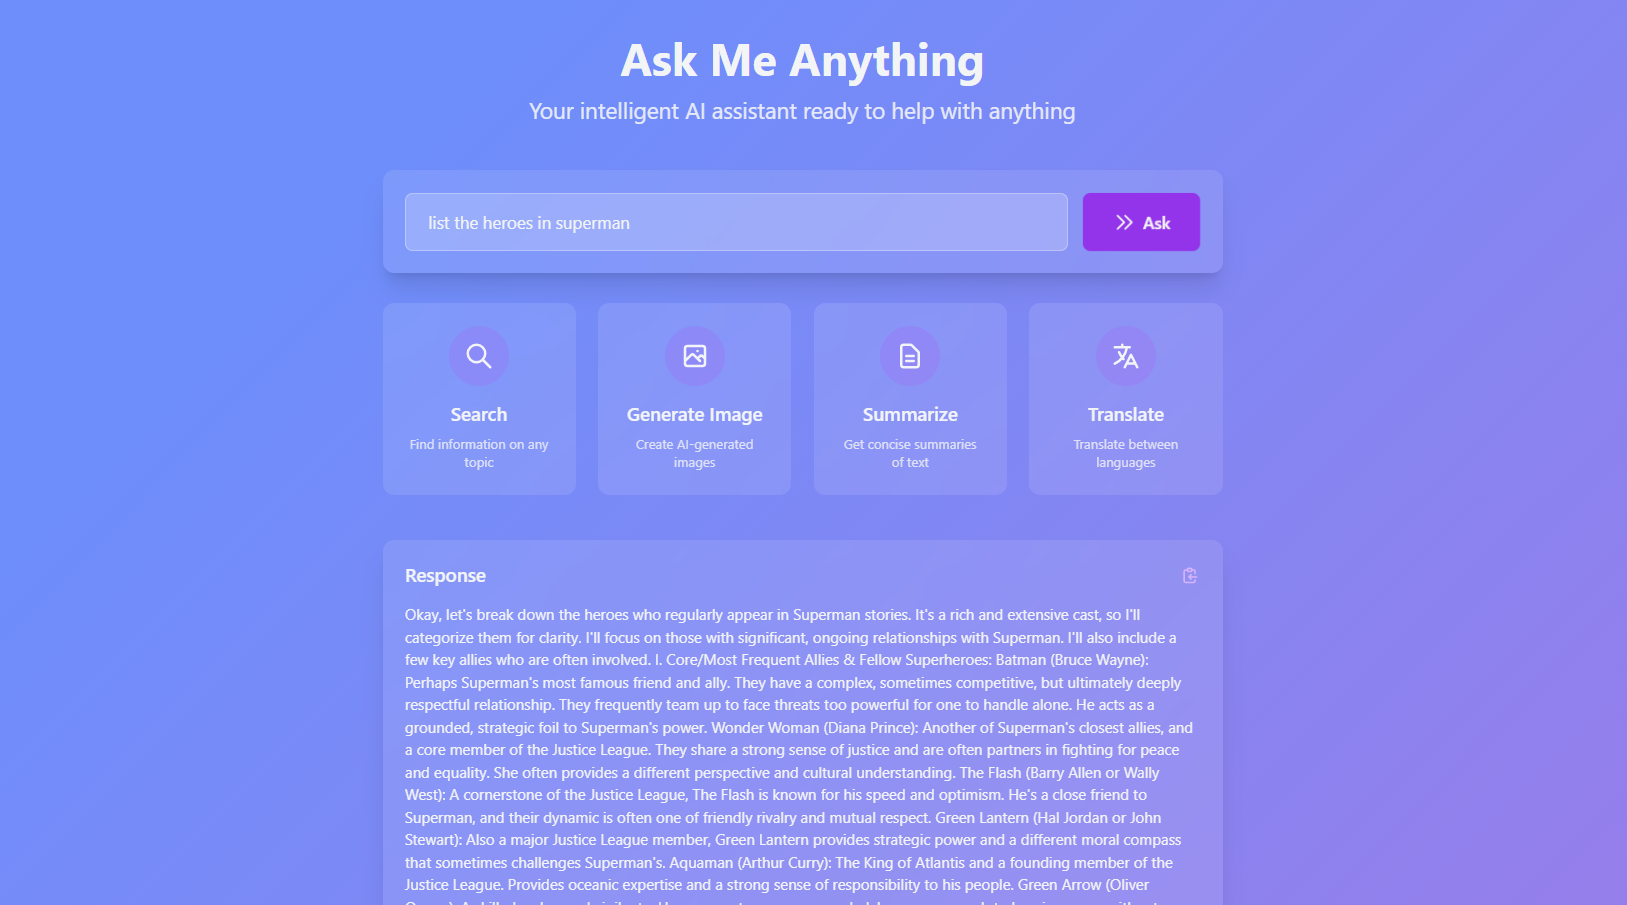 Ask Me Anything
Your intelligent AI assistant ready to help with anything
list the heroes in superman
Ask
Search
Find information on any
topic
Generate Image
Create AI-generated
images
Summarize
Get concise summaries
of text
Translate
Translate between
languages
Response
Okay, let's break down the heroes who regularly appear in Superman stories. It's a rich and extensive cast, so I'll
categorize them for clarity. I'll focus on those with significant, ongoing relationships with Superman. I'll also include a
few key allies who are often involved. I. Core/Most Frequent Allies & Fellow Superheroes: Batman (Bruce Wayne):
Perhaps Superman's most famous friend and ally. They have a complex, sometimes competitive, but ultimately deeply
respectful relationship. They frequently team up to face threats too powerful for one to handle alone. He acts as a
grounded, strategic foil to Superman's power. Wonder Woman (Diana Prince): Another of Superman's closest allies, and
a core member of the Justice League. They share a strong sense of justice and are often partners in fighting for peace
and equality. She often provides a different perspective and cultural understanding. The Flash (Barry Allen or Wally
West): A cornerstone of the Justice League, The Flash is known for his speed and optimism. He's a close friend to
Superman, and their dynamic is often one of friendly rivalry and mutual respect. Green Lantern (Hal Jordan or John
Stewart): Also a major Justice League member, Green Lantern provides strategic power and a different moral compass
that sometimes challenges Superman's. Aquaman (Arthur Curry): The King of Atlantis and a founding member of the
Justice League. Provides oceanic expertise and a strong sense of responsibility to his people. Green Arrow (Oliver